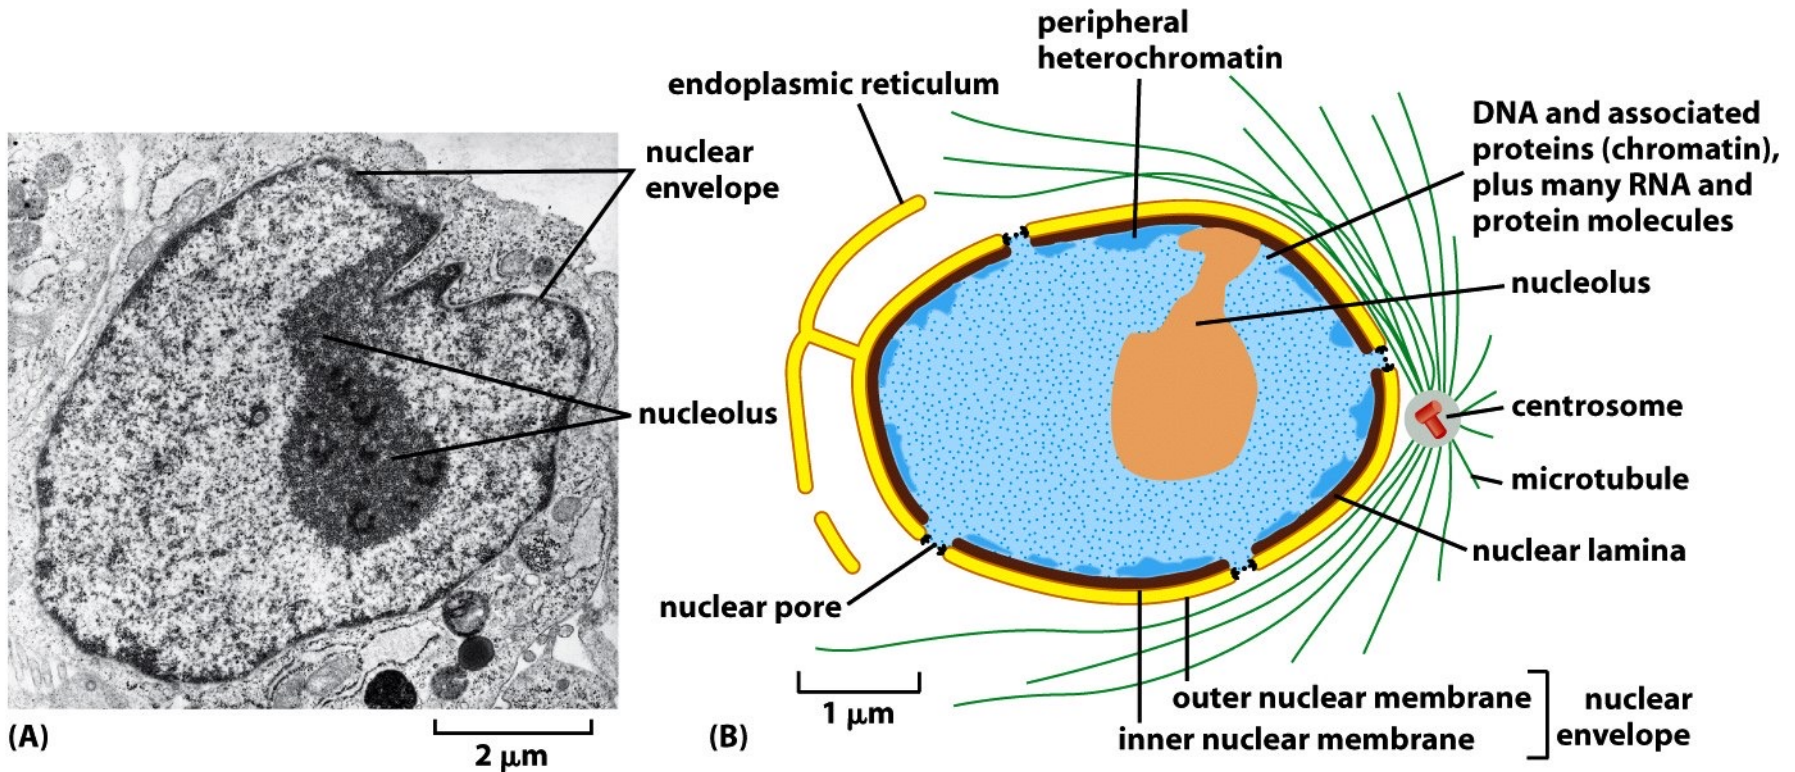 nuclear
envelope
nucleolus
(A)
2 μm
peripheral
heterochromatin
endoplasmic reticulum
DNA and associated
proteins (chromatin),
plus many RNA and
protein molecules
nucleolus
centrosome
microtubule
nuclear lamina
nuclear pore
1 μm
outer nuclear membrane
inner nuclear membrane
nuclear
envelope
(B)